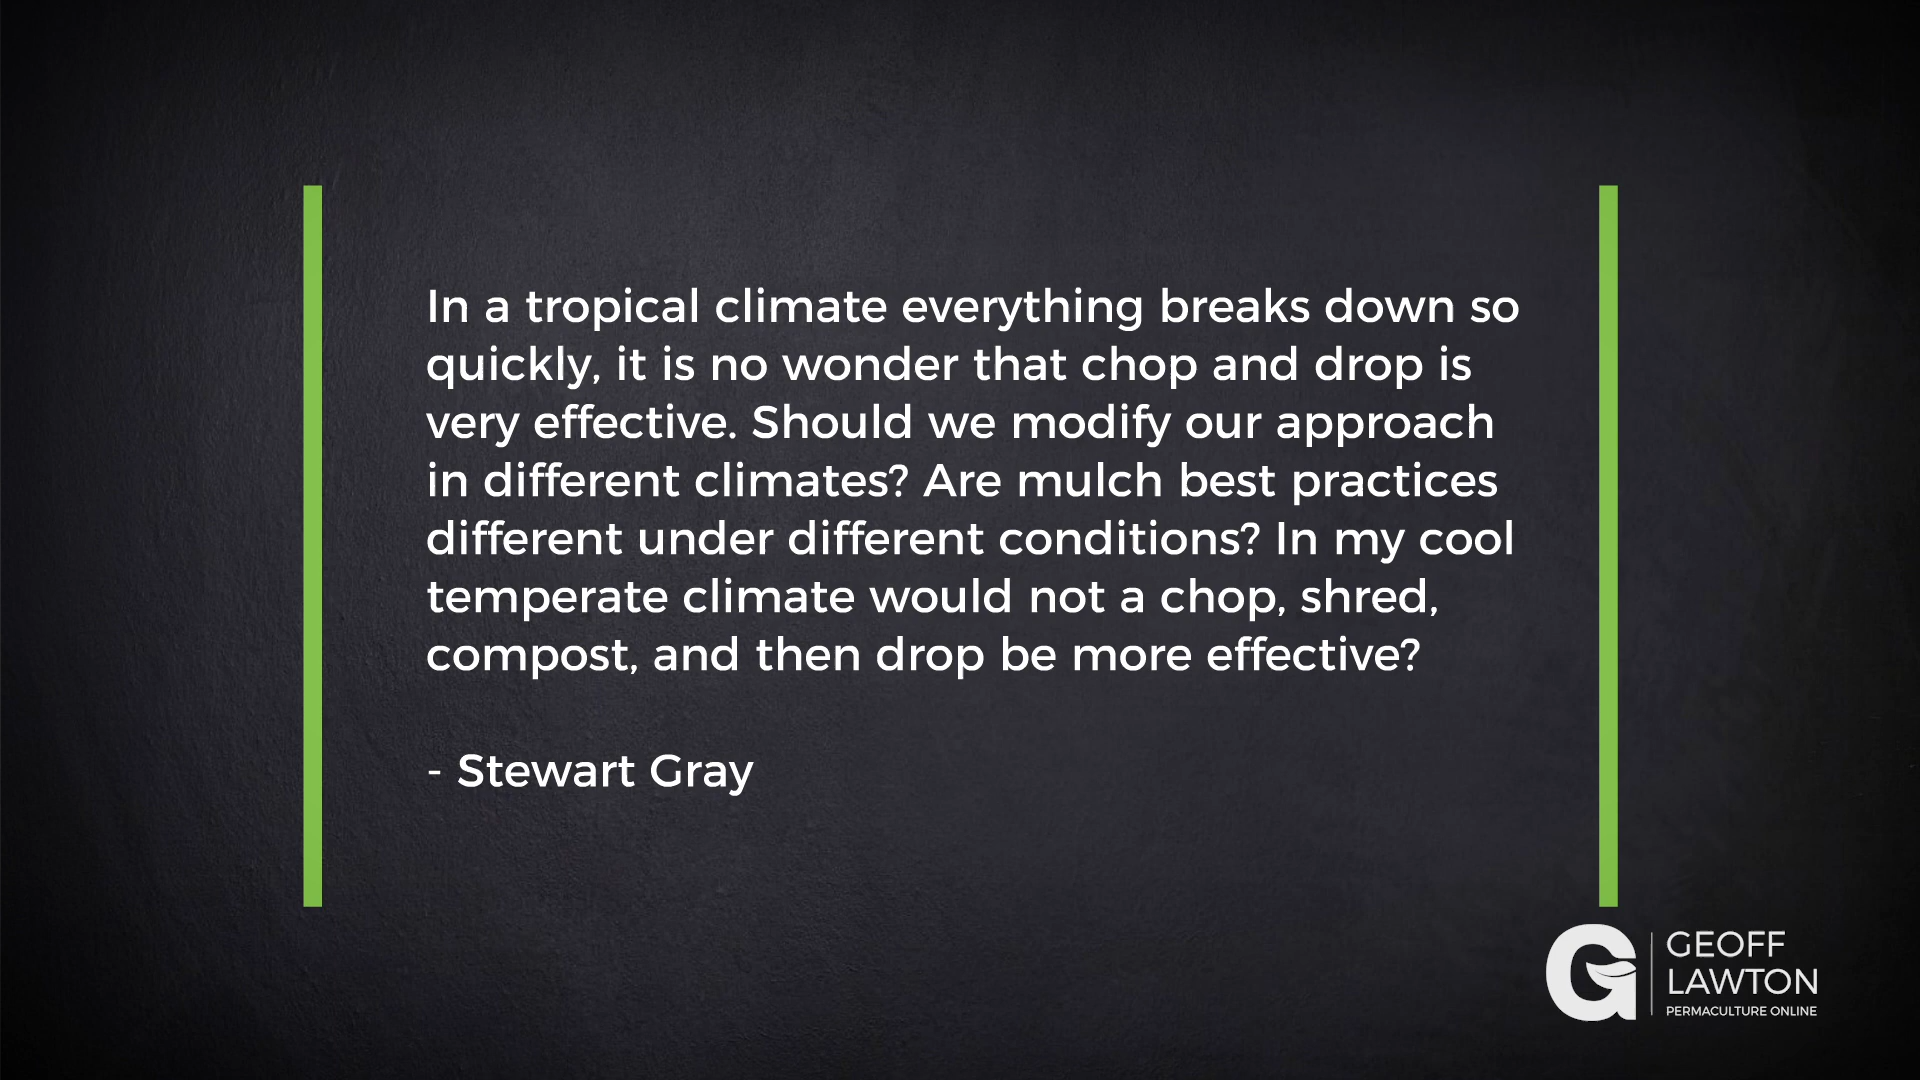 In a tropical climate everything breaks down so
quickly, it is no wonder that chop and drop is
very effective. Should we modify our approach
in different climates? Are mulch best practices
different under different conditions? In my cool
temperate climate would not a chop, shred,
compost, and then drop be more effective?
- Stewart Gray
GEOFF
LAWTON
PERMACULTURE ONLINE